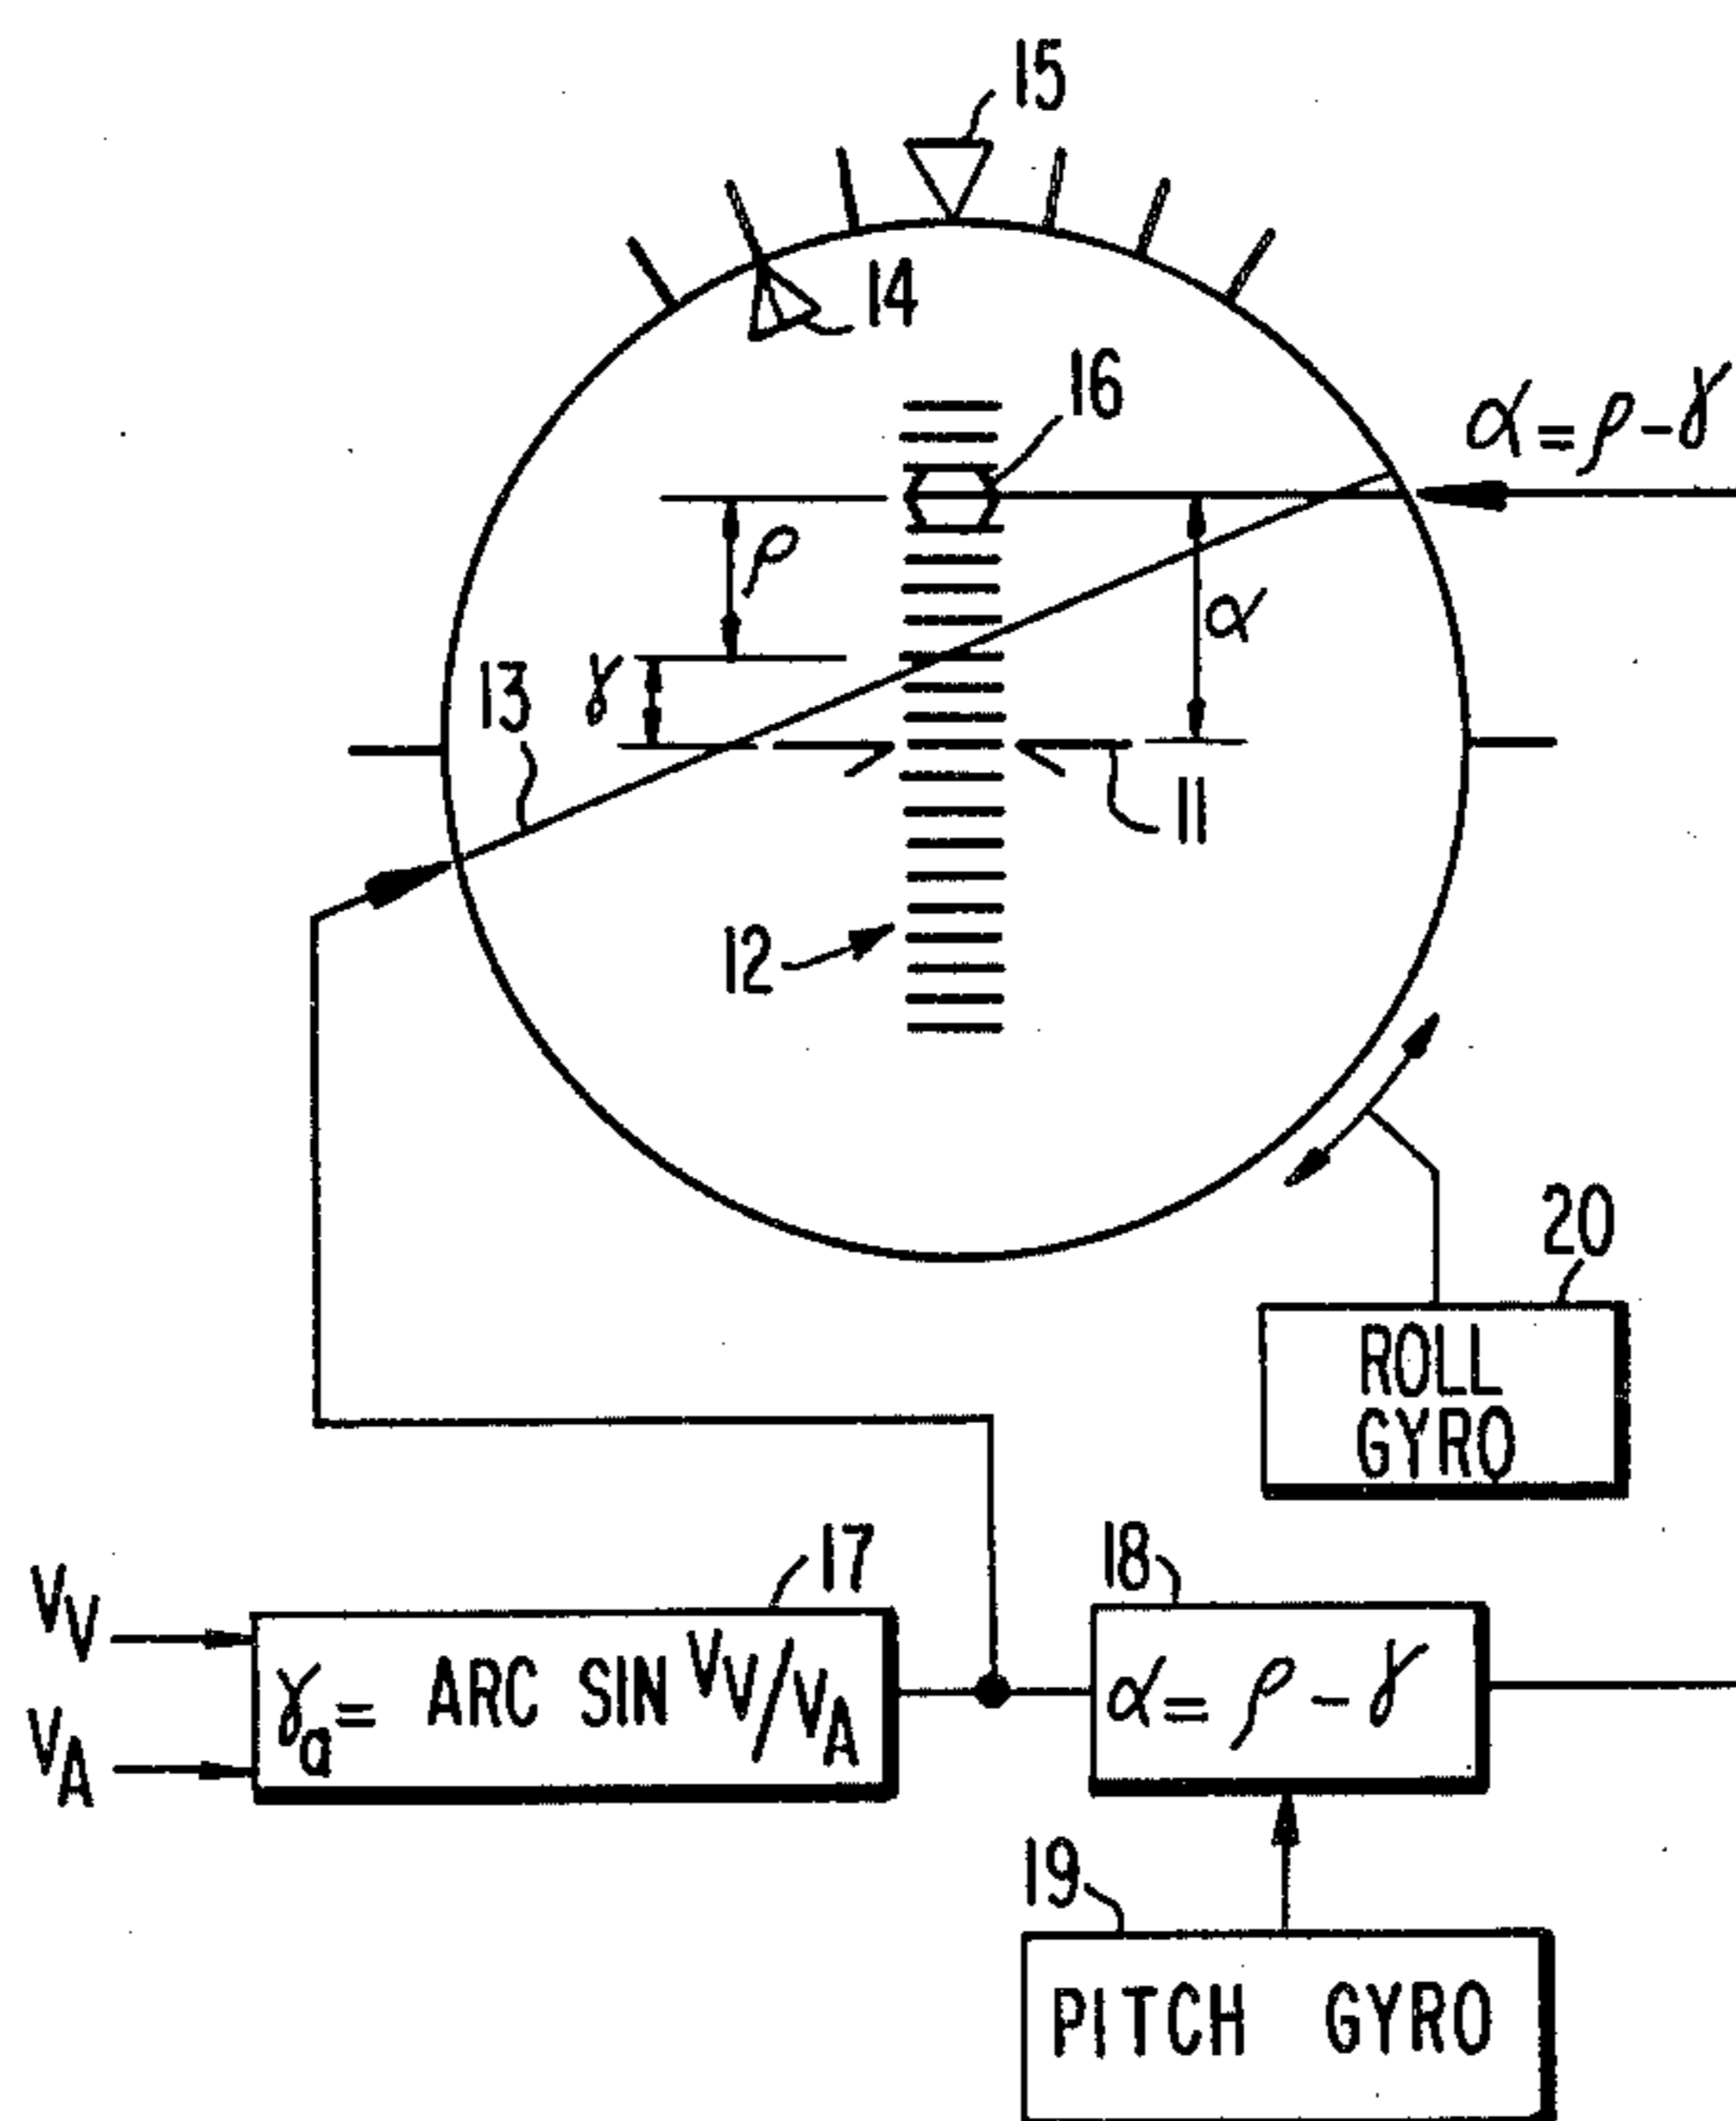 15
14
16
α = ρ - γ
ρ
α
13
γ
11
12
20
ROLL
GYRO
17
18
VV
VA
γa = ARC SIN VV/VA
α = ρ - γ
19
PITCH GYRO